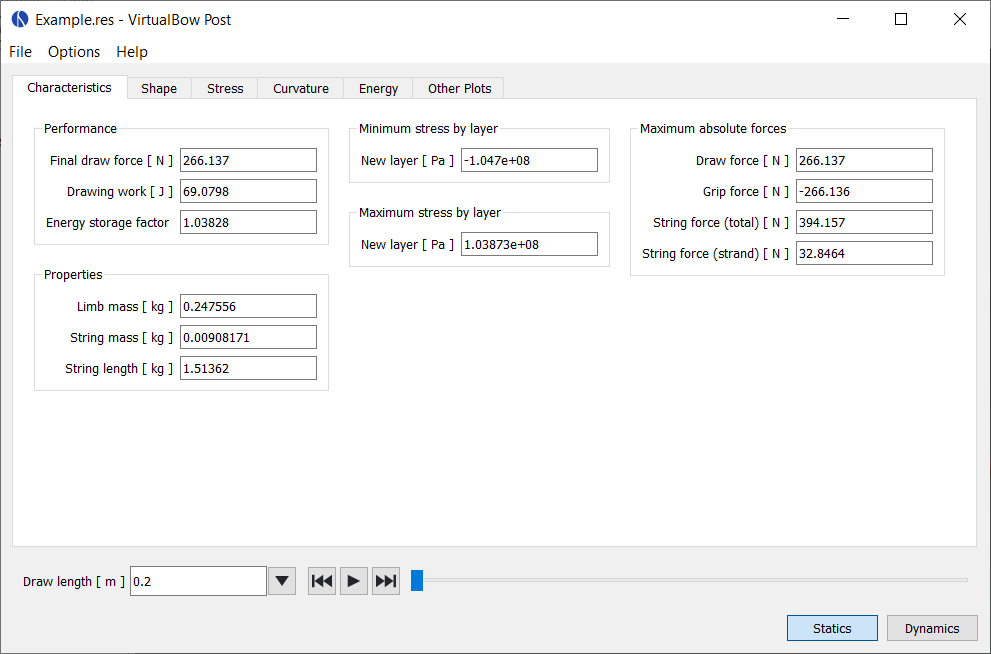 Example.res - VirtualBow Post
File Options Help
Characteristics Shape Stress Curvature Energy Other Plots
Performance
Final draw force [ N ] 266.137
Drawing work [ J ] 69.0798
Energy storage factor 1.03828
Properties
Limb mass [ kg ] 0.247556
String mass [ kg ] 0.00908171
String length [ kg ] 1.51362
Minimum stress by layer
New layer [ Pa ] -1.047e+08
Maximum stress by layer
New layer [ Pa ] 1.03873e+08
Maximum absolute forces
Draw force [ N ] 266.137
Grip force [ N ] -266.136
String force (total) [ N ] 394.157
String force (strand) [ N ] 32.8464
Draw length [ m ] 0.2
Statics Dynamics